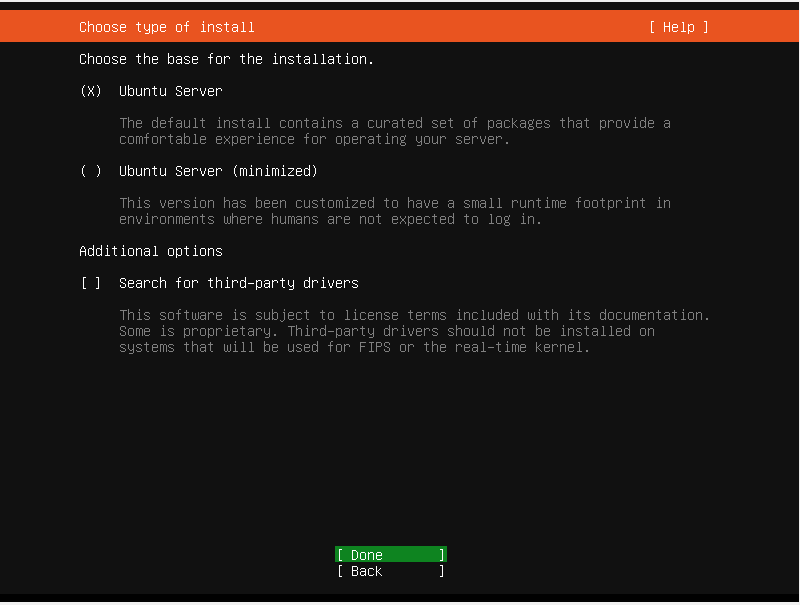 Choose type of install [ Help ]
Choose the base for the installation.
(X) Ubuntu Server
The default install contains a curated set of packages that provide a
comfortable experience for operating your server.
( ) Ubuntu Server (minimized)
This version has been customized to have a small runtime footprint in
environments where humans are not expected to log in.
Additional options
[ ] Search for third-party drivers
This software is subject to license terms included with its documentation.
Some is proprietary. Third-party drivers should not be installed on
systems that will be used for FIPS or the real-time kernel.
[ Done ]
[ Back ]